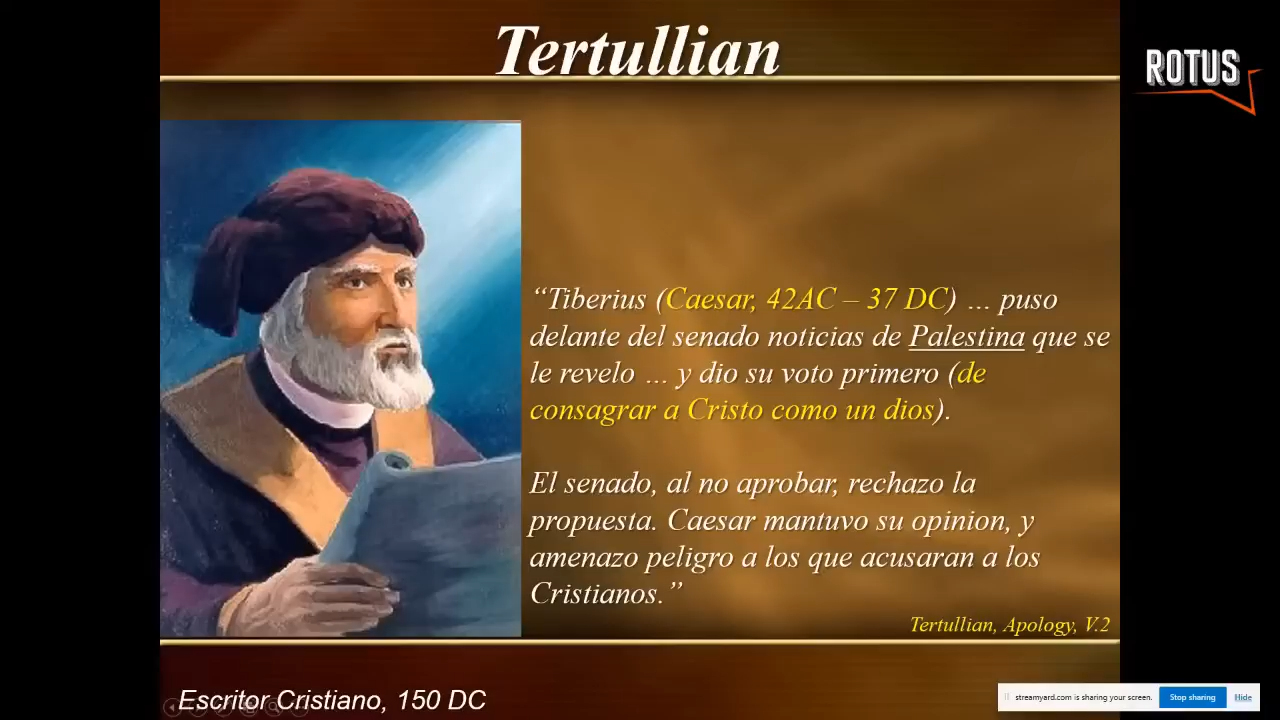 Tertullian
ROTUS
“Tiberius (Caesar, 42AC – 37 DC) … puso
delante del senado noticias de Palestina que se
le revelo … y dio su voto primero (de
consagrar a Cristo como un dios).
El senado, al no aprobar, rechazo la
propuesta. Caesar mantuvo su opinion, y
amenazo peligro a los que acusaran a los
Cristianos.”
Tertullian, Apology, V.2
Escritor Cristiano, 150 DC
streamyard.com is sharing your screen. Stop sharing Hide